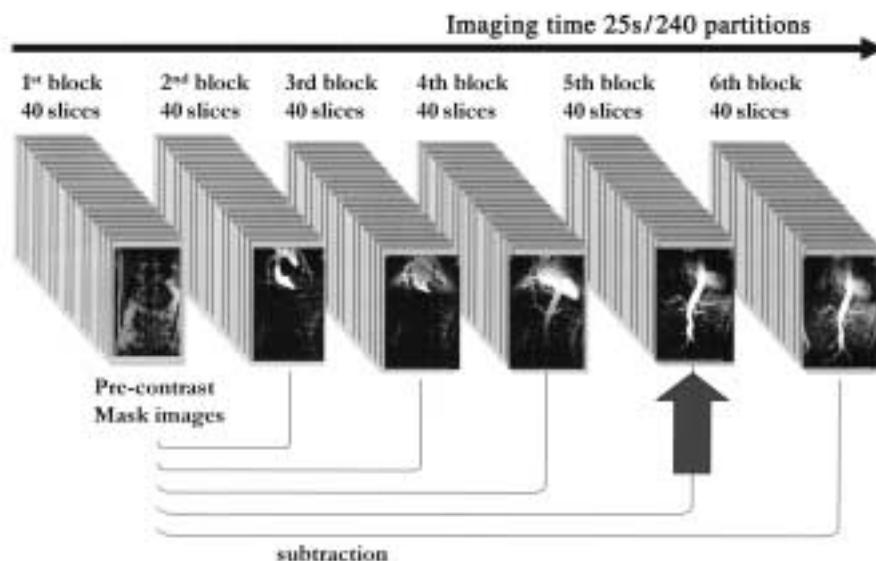 Imaging time 25s/240 partitions
1st block
40 slices
2nd block
40 slices
3rd block
40 slices
4th block
40 slices
5th block
40 slices
6th block
40 slices
Pre-contrast
Mask images
subtraction